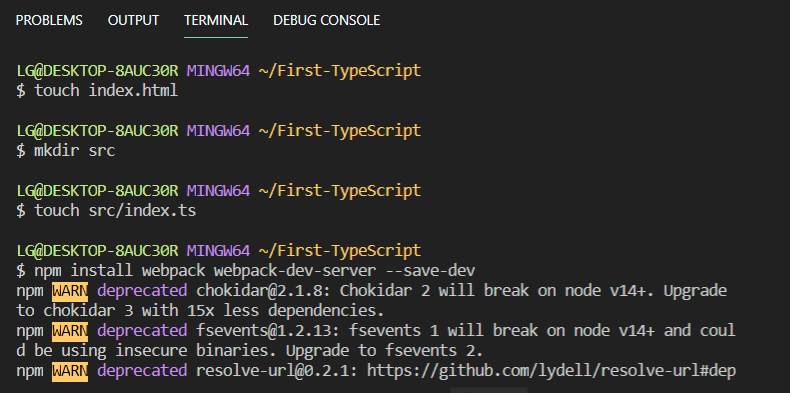 PROBLEMS OUTPUT TERMINAL DEBUG CONSOLE
LG@DESKTOP-8AUC30R MINGW64 ~/First-TypeScript
$ touch index.html
LG@DESKTOP-8AUC30R MINGW64 ~/First-TypeScript
$ mkdir src
LG@DESKTOP-8AUC30R MINGW64 ~/First-TypeScript
$ touch src/index.ts
LG@DESKTOP-8AUC30R MINGW64 ~/First-TypeScript
$ npm install webpack webpack-dev-server --save-dev
npm WARN deprecated chokidar@2.1.8: Chokidar 2 will break on node v14+. Upgrade
to chokidar 3 with 15x less dependencies.
npm WARN deprecated fsevents@1.2.13: fsevents 1 will break on node v14+ and coul
d be using insecure binaries. Upgrade to fsevents 2.
npm WARN deprecated resolve-url@0.2.1: https://github.com/lydell/resolve-url#dep